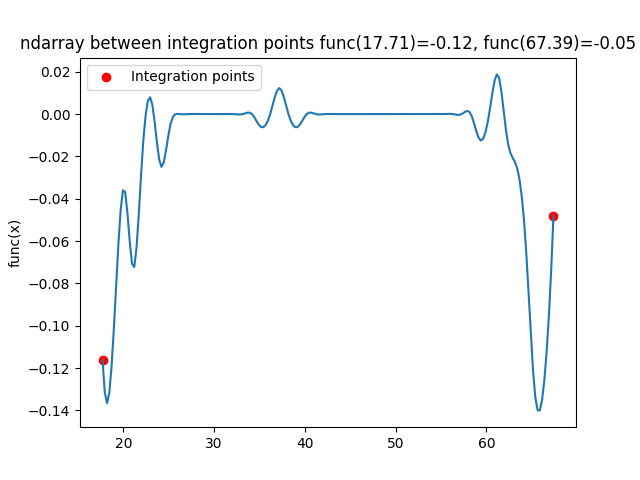 ndarray between integration points func(17.71)=-0.12, func(67.39)=-0.05
Integration points
func(x)
0.02
0.00
−0.02
−0.04
−0.06
−0.08
−0.10
−0.12
−0.14
20 30 40 50 60